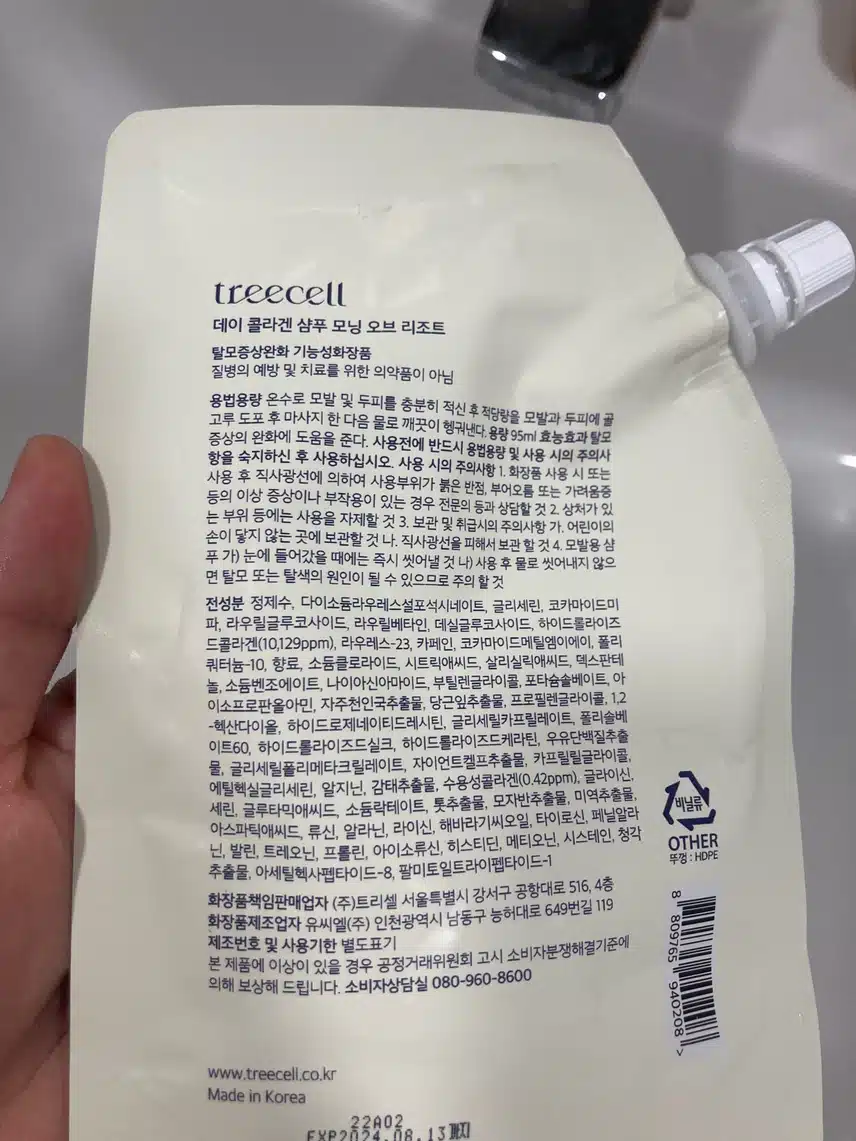 treecell
데이 콜라겐 샴푸 모닝 오브 리조트
탈모증상완화 기능성화장품
질병의 예방 및 치료를 위한 의약품이 아님
용법용량 온수로 모발 및 두피를 충분히 적신 후 적당량을 모발과 두피에 골
고루 도포 후 마사지 한 다음 물로 깨끗이 헹궈낸다. 용량 95ml 효능효과 탈모
증상의 완화에 도움을 준다. 사용전에 반드시 용법용량 및 사용 시의 주의사
항을 숙지하신 후 사용하십시오. 사용 시의 주의사항 1. 화장품 사용 시 또는
사용 후 직사광선에 의하여 사용부위가 붉은 반점, 부어오름 또는 가려움증
등의 이상 증상이나 부작용이 있는 경우 전문의 등과 상담할 것 2. 상처가 있
는 부위 등에는 사용을 자제할 것 3. 보관 및 취급시의 주의사항 가. 어린이의
손이 닿지 않는 곳에 보관할 것 나. 직사광선을 피해서 보관 할 것 4. 모발용 샴
푸 가) 눈에 들어갔을 때에는 즉시 씻어낼 것 나) 사용 후 물로 씻어내지 않으
면 탈모 또는 탈색의 원인이 될 수 있으므로 주의 할 것
전성분 정제수, 다이소듐라우레스설포석시네이트, 글리세린, 코카마이드미
파, 라우릴글루코사이드, 라우릴베타인, 데실글루코사이드, 하이드롤라이즈
드콜라겐(10,129ppm), 라우레스-23, 카페인, 코카마이드메틸엠이에이, 폴리
쿼터늄-10, 향료, 소듐클로라이드, 시트릭애씨드, 살리실릭애씨드, 덱스판테
놀, 소듐벤조에이트, 나이아신아마이드, 부틸렌글라이콜, 포타슘솔베이트, 아
이소프로판올아민, 자주천인국추출물, 당근잎추출물, 프로필렌글라이콜, 1,2
-헥산다이올, 하이드로제네이티드레시틴, 글리세릴카프릴레이트, 폴리솔베
이트60, 하이드롤라이즈드실크, 하이드롤라이즈드케라틴, 우유단백질추출
물, 글리세릴폴리메타크릴레이트, 자이언트켈프추출물, 카프릴릴글라이콜,
에틸헥실글리세린, 알지닌, 감태추출물, 수용성콜라겐(0.42ppm), 글라이신,
세린, 글루타믹애씨드, 소듐락테이트, 톳추출물, 모자반추출물, 미역추출물,
아스파틱애씨드, 류신, 알라닌, 라이신, 해바라기씨오일, 타이로신, 페닐알라
닌, 발린, 트레오닌, 프롤린, 아이소류신, 히스티딘, 메티오닌, 시스테인, 청각
추출물, 아세틸헥사펩타이드-8, 팔미토일트라이펩타이드-1
화장품책임판매업자 (주)트리셀 서울특별시 강서구 공항대로 516, 4층
화장품제조업자 유씨엘(주) 인천광역시 남동구 능허대로 649번길 119
제조번호 및 사용기한 별도표기
본 제품에 이상이 있을 경우 공정거래위원회 고시 소비자분쟁해결기준에
의해 보상해 드립니다. 소비자상담실 080-960-8600
비닐류
OTHER
뚜껑 : HDPE
8 809765 940208 >
www.treecell.co.kr
Made in Korea
22A02
EXP2024.08.13 까지